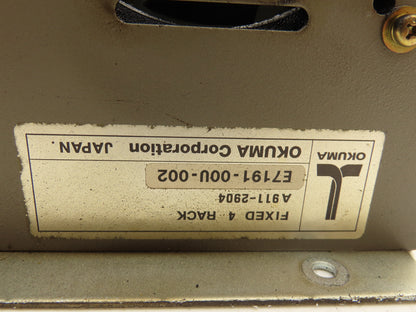 FIXED 4 RACK
A911-2904
E7191-00U-002
OKUMA
OKUMA Corporation JAPAN.